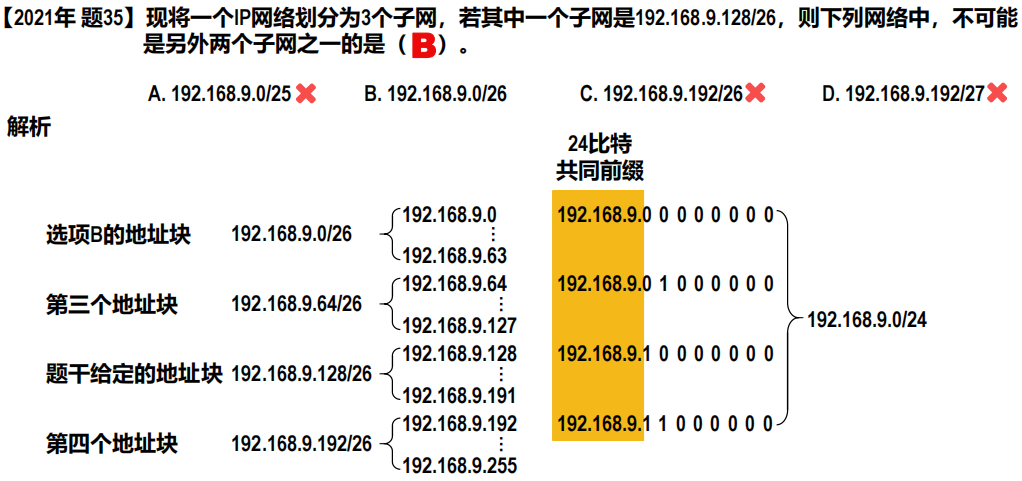 【2021年 题35】现将一个IP网络划分为3个子网，若其中一个子网是192.168.9.128/26，则下列网络中，不可能
是另外两个子网之一的是（B）。
A. 192.168.9.0/25 B. 192.168.9.0/26 C. 192.168.9.192/26 D. 192.168.9.192/27
解析
24比特
共同前缀
选项B的地址块 192.168.9.0/26
192.168.9.0 192.168.9.0 0 0 0 0 0 0 0
192.168.9.63
第三个地址块 192.168.9.64/26
192.168.9.64 192.168.9.0 1 0 0 0 0 0 0
192.168.9.127
192.168.9.0/24
题干给定的地址块 192.168.9.128/26
192.168.9.128 192.168.9.1 0 0 0 0 0 0 0
192.168.9.191
第四个地址块 192.168.9.192/26
192.168.9.192 192.168.9.1 1 0 0 0 0 0 0
192.168.9.255